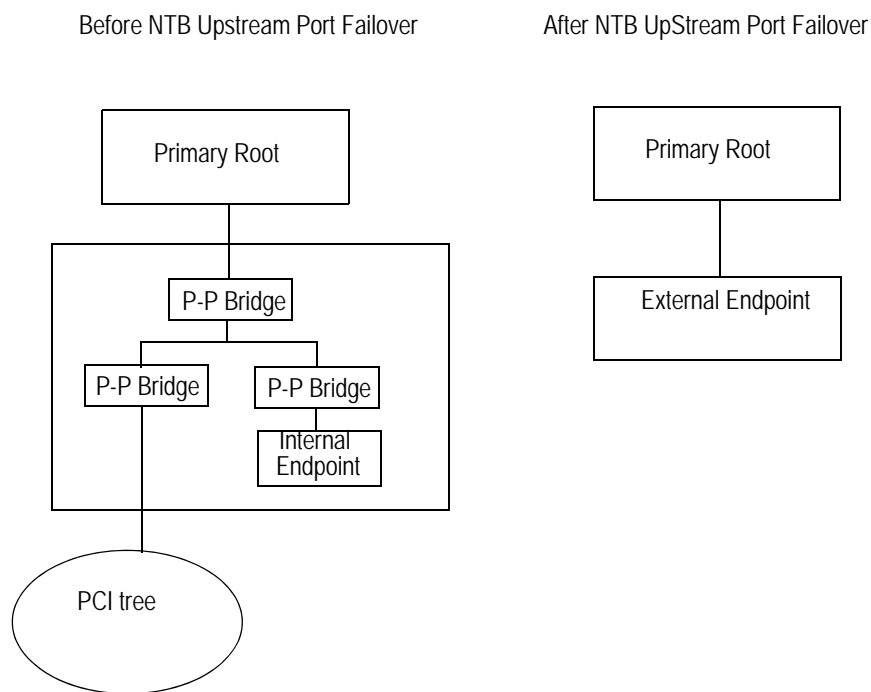 Before NTB Upstream Port Failover
After NTB UpStream Port Failover
Primary Root
P-P Bridge
P-P Bridge
P-P Bridge
Internal
Endpoint
PCI tree
Primary Root
External Endpoint